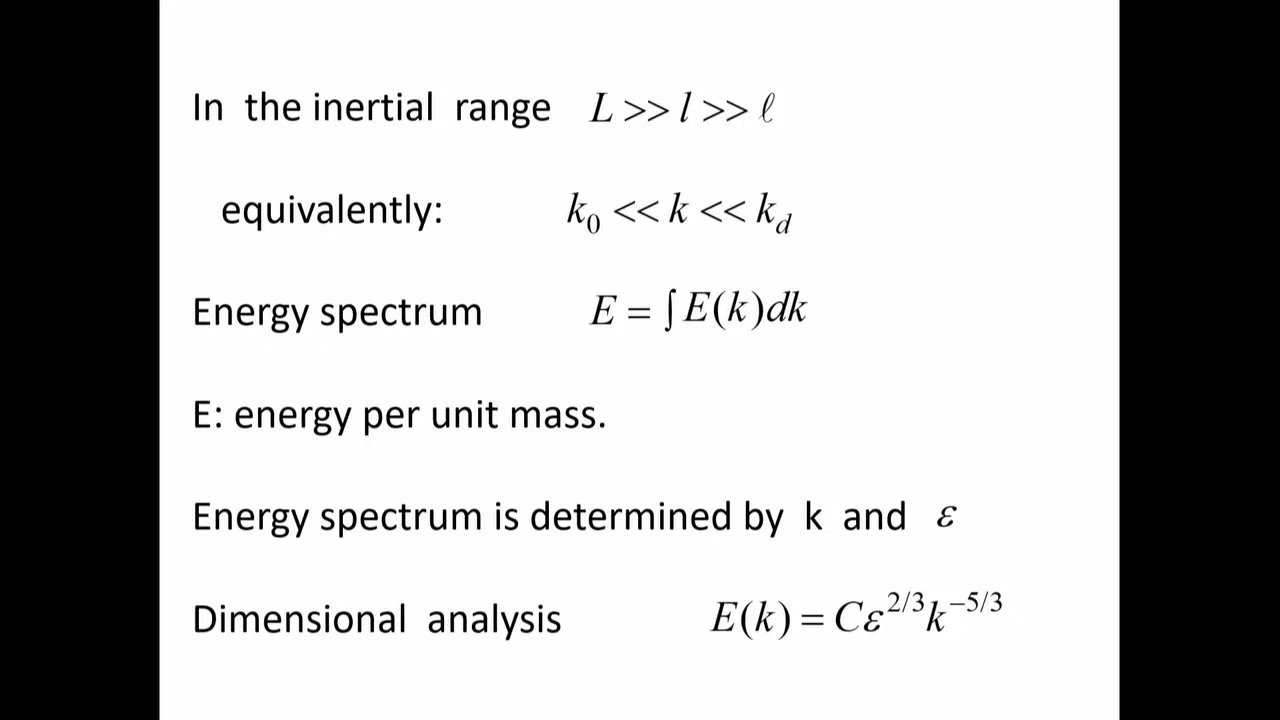 In the inertial range L >> l >> ℓ
equivalently: k₀ << k << k_d
Energy spectrum E = ∫ E(k)dk
E: energy per unit mass.
Energy spectrum is determined by k and ε
Dimensional analysis E(k) = Cε^{2/3}k^{−5/3}